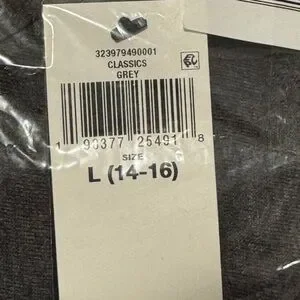 323979490001
CLASSICS
GREY
1 90377 25491 8
SIZE G
L (14-16)